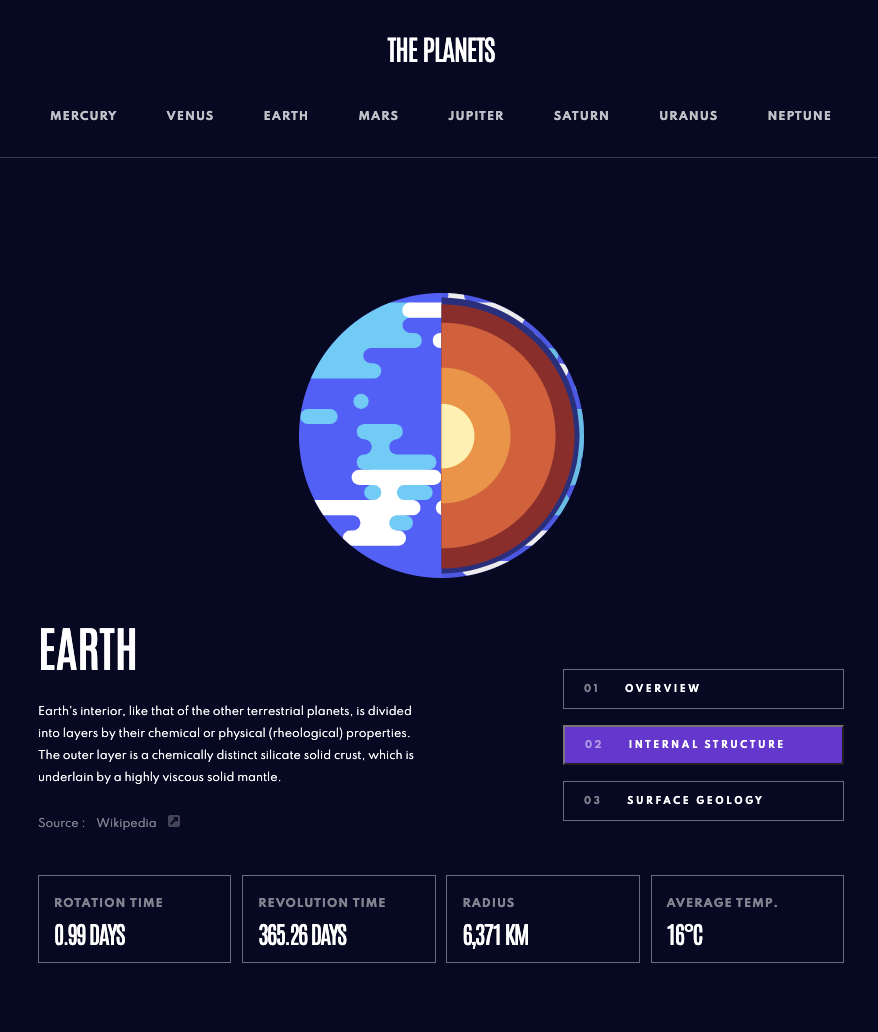 THE PLANETS
MERCURY VENUS EARTH MARS JUPITER SATURN URANUS NEPTUNE
EARTH
Earth's interior, like that of the other terrestrial planets, is divided
into layers by their chemical or physical (rheological) properties.
The outer layer is a chemically distinct silicate solid crust, which is
underlain by a highly viscous solid mantle.
Source : Wikipedia
01 OVERVIEW
02 INTERNAL STRUCTURE
03 SURFACE GEOLOGY
ROTATION TIME
0.99 DAYS
REVOLUTION TIME
365.26 DAYS
RADIUS
6,371 KM
AVERAGE TEMP.
16°C